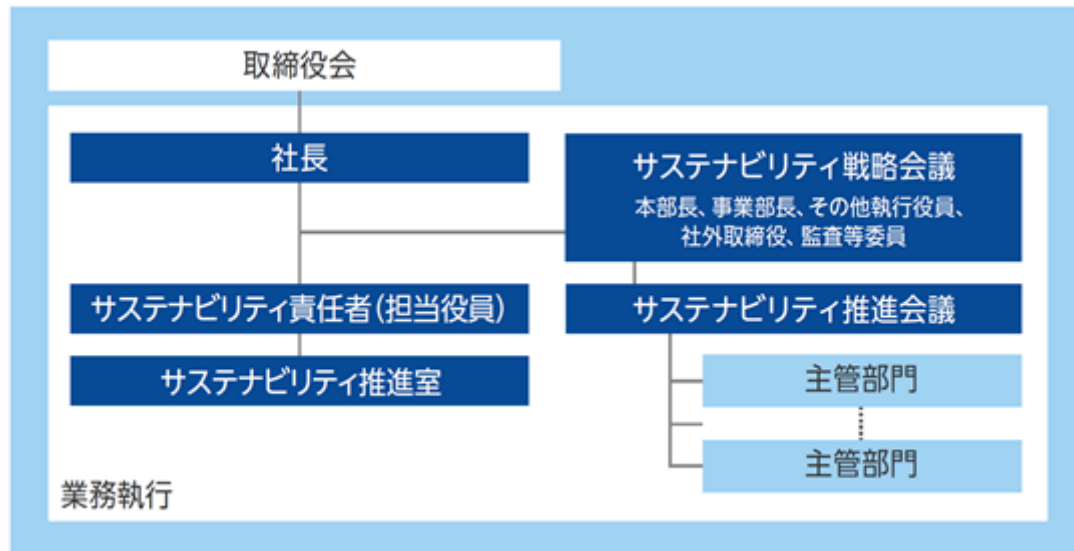 取締役会
社長
サステナビリティ戦略会議
本部長、事業部長、その他執行役員、
社外取締役、監査等委員
サステナビリティ責任者(担当役員)
サステナビリティ推進会議
サステナビリティ推進室
主管部門
主管部門
業務執行